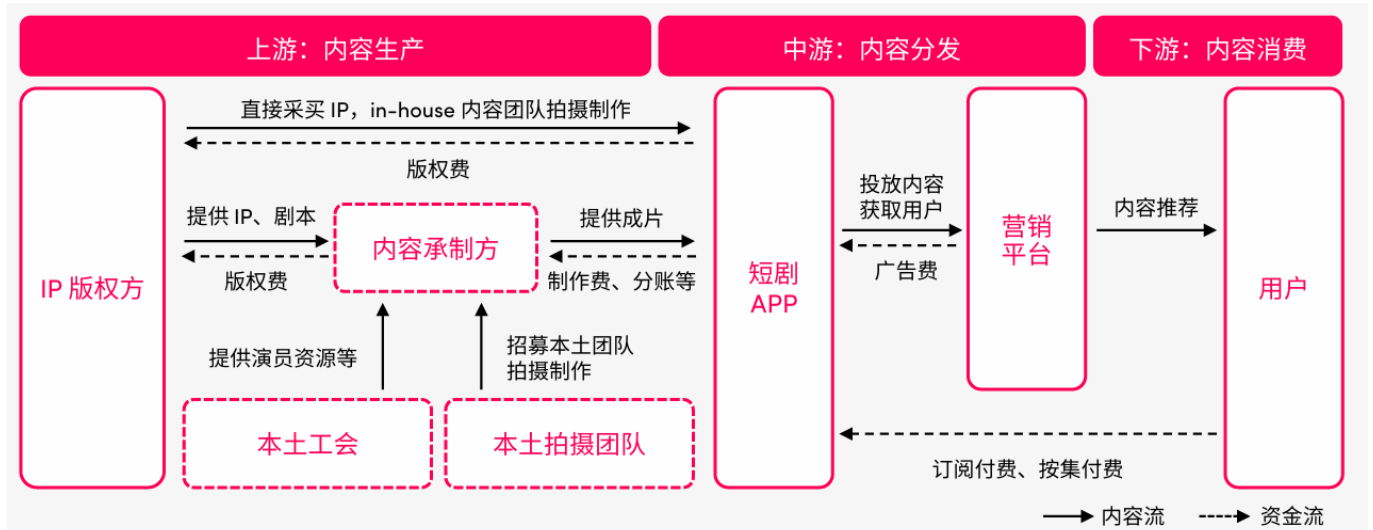 上游：内容生产
中游：内容分发
下游：内容消费
直接采买 IP，in-house 内容团队拍摄制作
版权费
提供 IP、剧本
版权费
内容承制方
提供成片
制作费、分账等
IP 版权方
短剧
APP
投放内容
获取用户
广告费
营销
平台
内容推荐
用户
提供演员资源等
招募本土团队
拍摄制作
本土工会
本土拍摄团队
订阅付费、按集付费
内容流
资金流